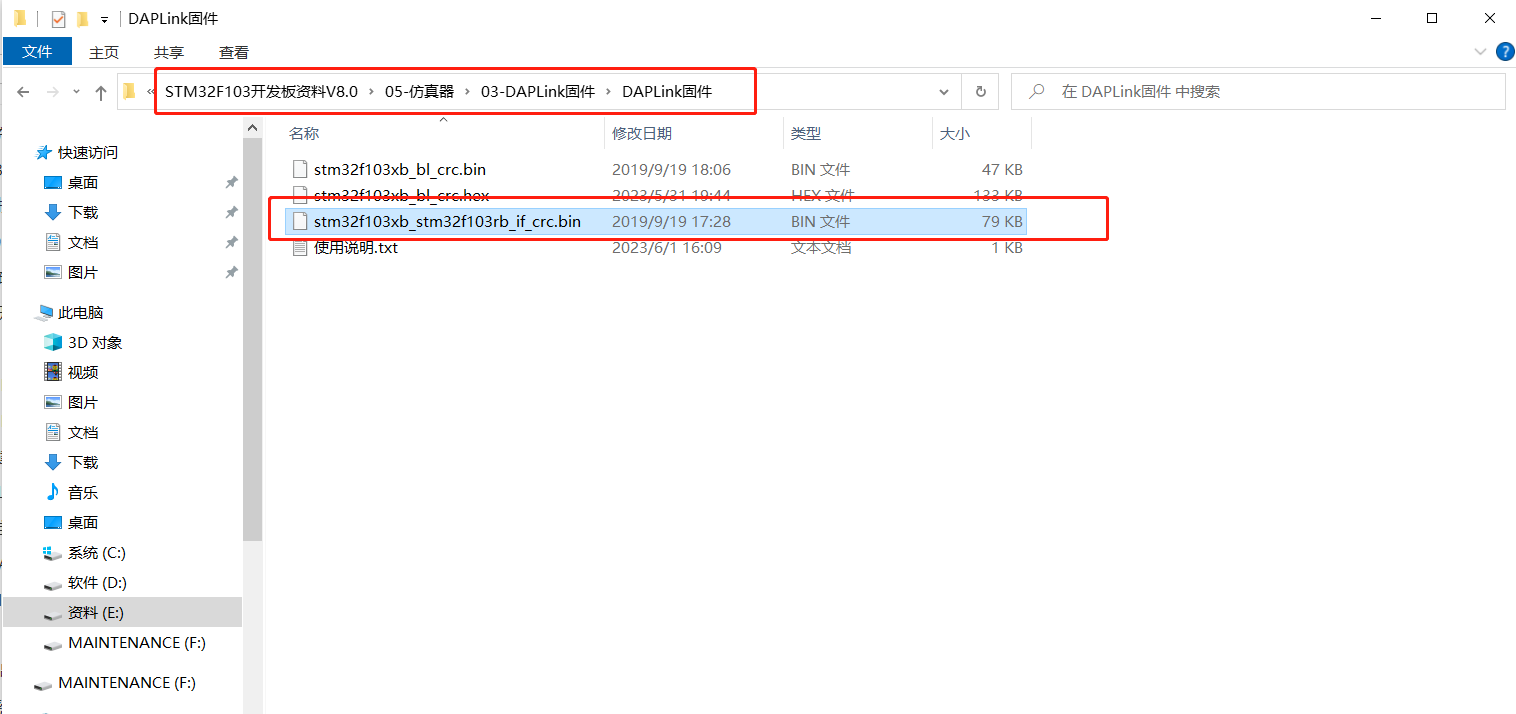 DAPLink固件
文件 主页 共享 查看
« STM32F103开发板资料V8.0 › 05-仿真器 › 03-DAPLink固件 › DAPLink固件
在 DAPLink固件 中搜索
名称 修改日期 类型 大小
stm32f103xb_bl_crc.bin 2019/9/19 18:06 BIN 文件 47 KB
stm32f103xb_bl_crc.hex 2023/5/31 19:44 HEX 文件 133 KB
stm32f103xb_stm32f103rb_if_crc.bin 2019/9/19 17:28 BIN 文件 79 KB
使用说明.txt 2023/6/1 16:09 文本文档 1 KB
快速访问
桌面
下载
文档
图片
此电脑
3D 对象
视频
图片
文档
下载
音乐
桌面
系统 (C:)
软件 (D:)
资料 (E:)
MAINTENANCE (F:)
MAINTENANCE (F:)